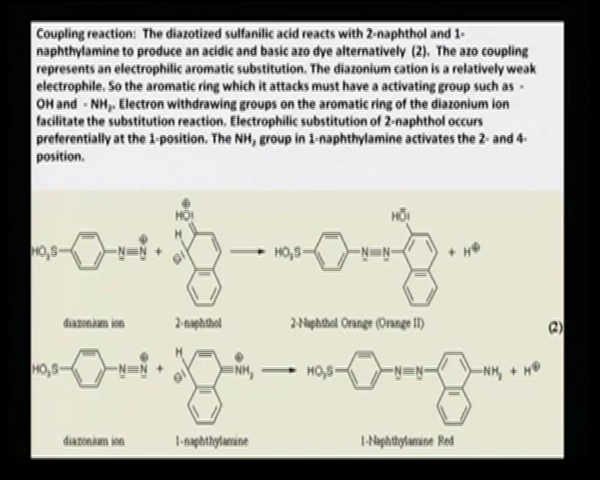 Coupling reaction: The diazotized sulfanilic acid reacts with 2-naphthol and 1-
naphthylamine to produce an acidic and basic azo dye alternatively (2). The azo coupling
represents an electrophilic aromatic substitution. The diazonium cation is a relatively weak
electrophile. So the aromatic ring which it attacks must have a activating group such as -
OH and - NH₂. Electron withdrawing groups on the aromatic ring of the diazonium ion
facilitate the substitution reaction. Electrophilic substitution of 2-naphthol occurs
preferentially at the 1-position. The NH₂ group in 1-naphthylamine activates the 2- and 4-
position.
⊕
HOI HOI
HO₃S N≡N ⊕ + H ⊖ HO₃S N=N + H⊕
diazonium ion 2-naphthol 2-Naphthol Orange (Orange II)
(2)
HO₃S N≡N ⊕ + H ⊖ ⊕ =NH₂ HO₃S N=N NH₂ + H⊕
diazonium ion 1-naphthylamine 1-Naphthylamine Red